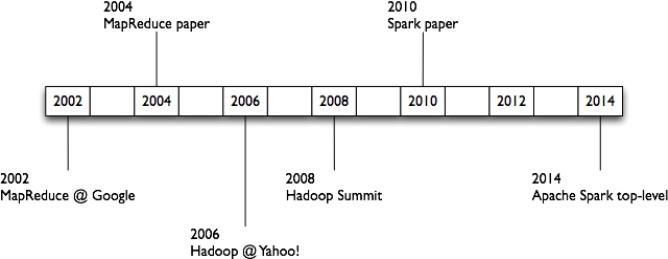 2004
MapReduce paper
2010
Spark paper
2002 2004 2006 2008 2010 2012 2014
2002
MapReduce @ Google
2008
Hadoop Summit
2014
Apache Spark top-level
2006
Hadoop @ Yahoo!